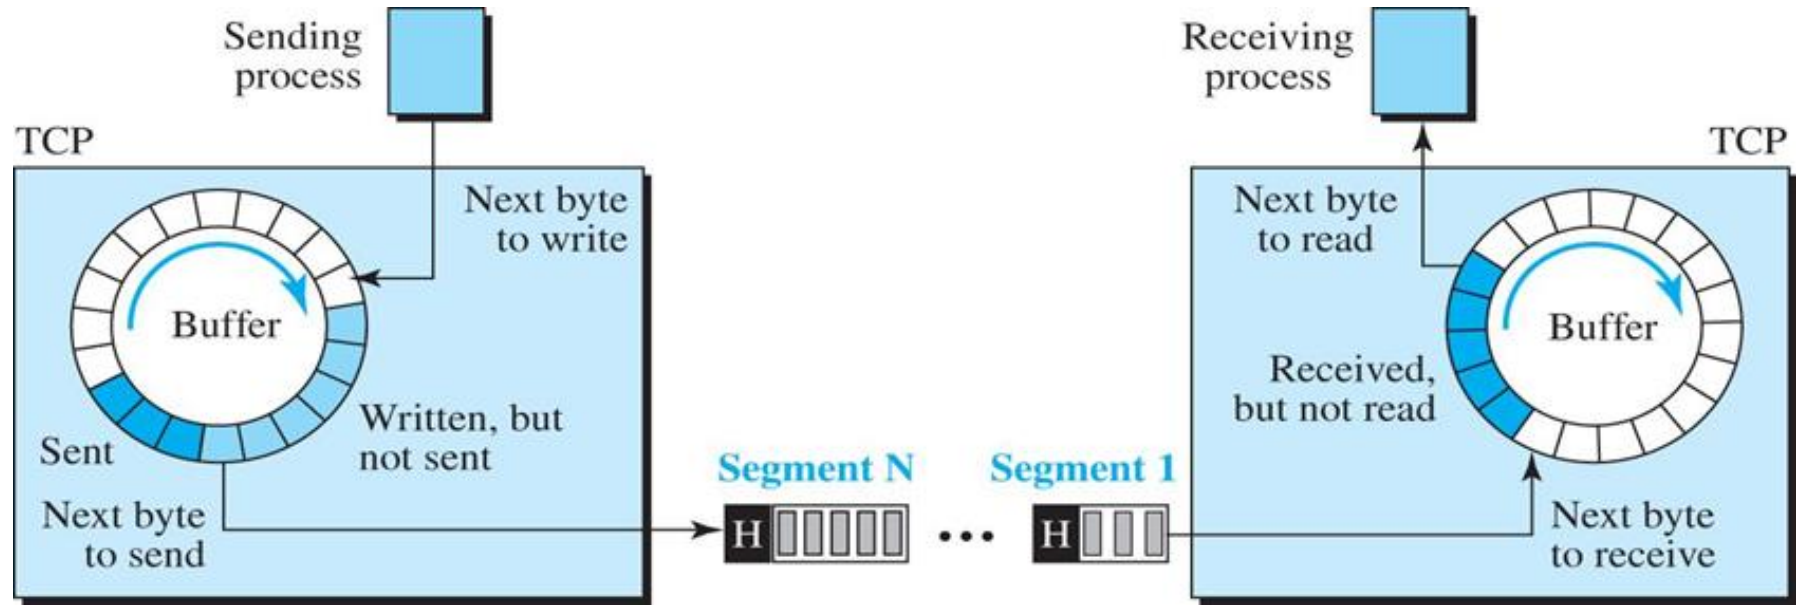 Sending
process
Receiving
process
TCP
TCP
Next byte
to write
Next byte
to read
Buffer
Buffer
Received,
but not read
Written, but
not sent
Sent
Segment N
Segment 1
Next byte
to send
H
...
H
Next byte
to receive